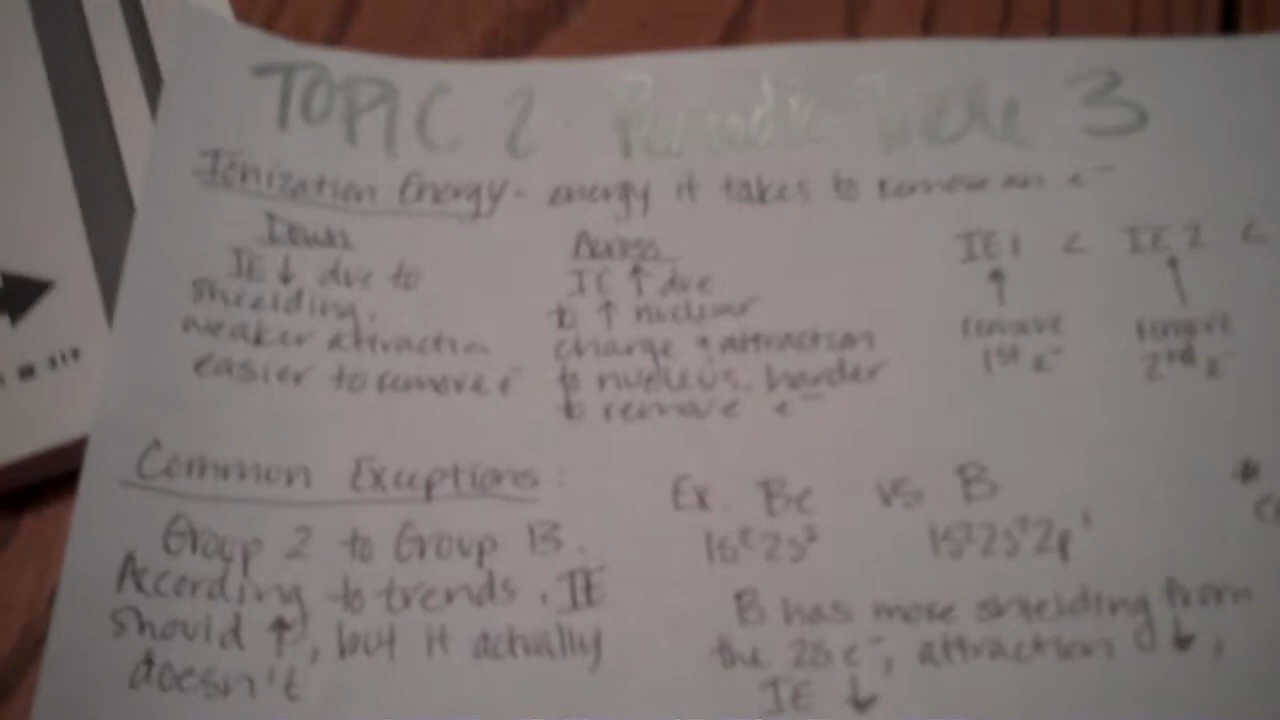 TOPIC 2 Periodic Table 3
Ionization Energy - energy it takes to remove an e⁻
Down
IE ↓ due to
shielding.
weaker attraction
easier to remove e⁻
Across
IE ↑ due
to ↑ nuclear
charge + attraction
to nucleus. harder
to remove e⁻
IE1 < IE2 <
↑ ↑
remove remove
1st e⁻ 2nd e⁻
Common Exceptions:
Group 2 to Group 13.
According to trends, IE
should ↑, but it actually
doesn't
Ex. Be vs B
1s²2s² 1s²2s²2p¹
B has more shielding from
the 2s e⁻, attraction ↓,
IE ↓
*